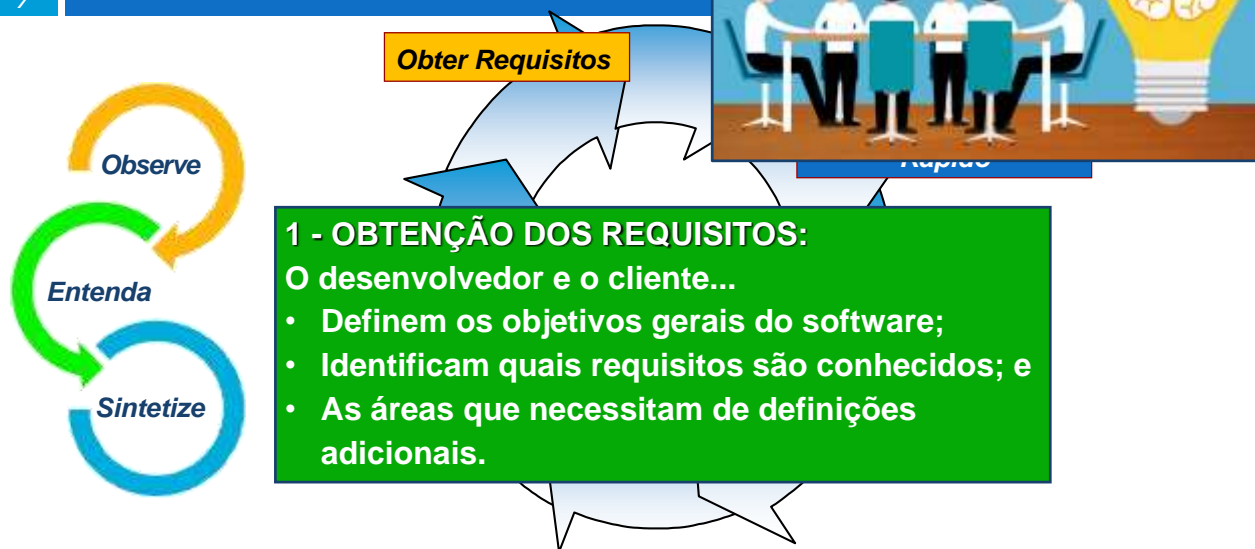 Obter Requisitos
Observe
Entenda
Sintetize
1 - OBTENÇÃO DOS REQUISITOS:
O desenvolvedor e o cliente...
• Definem os objetivos gerais do software;
• Identificam quais requisitos são conhecidos; e
• As áreas que necessitam de definições
adicionais.